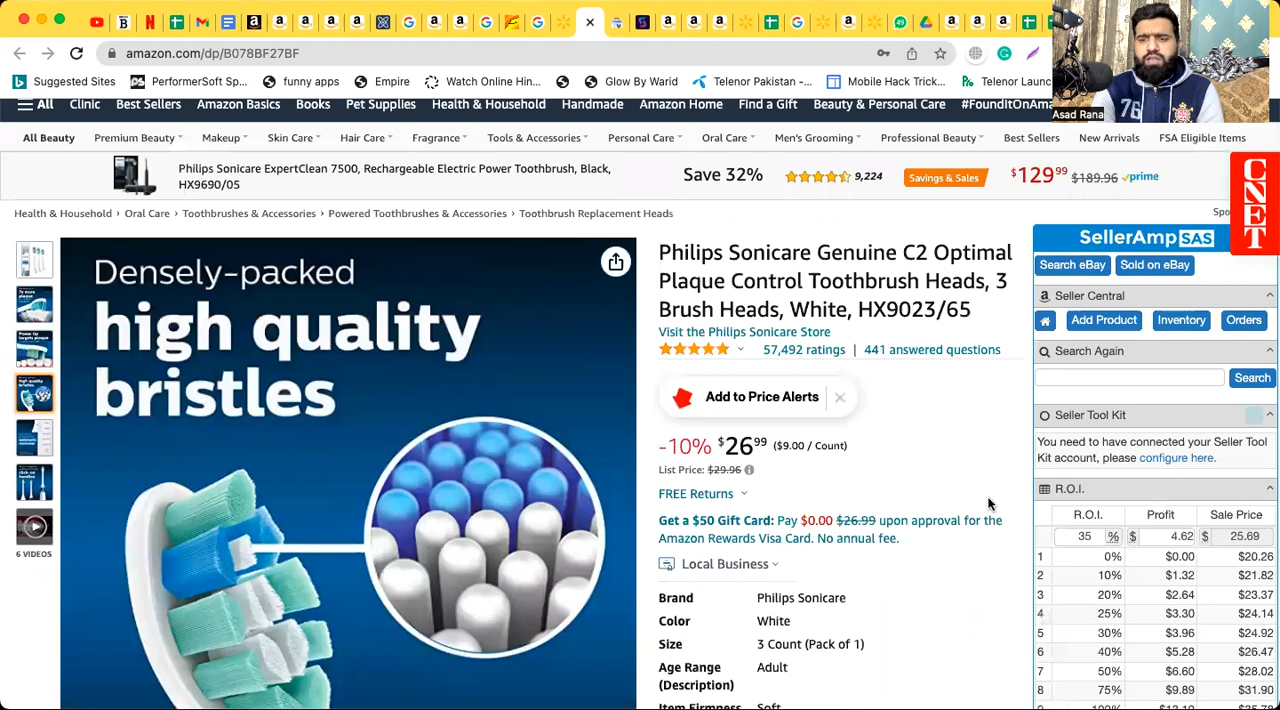 amazon.com/dp/B078BF27BF
Suggested Sites
PerformerSoft Sp...
funny apps
Empire
Watch Online Hin...
Glow By Warid
Telenor Pakistan -...
Mobile Hack Trick...
Telenor Launc
Asad Rana
All
Clinic
Best Sellers
Amazon Basics
Books
Pet Supplies
Health & Household
Handmade
Amazon Home
Find a Gift
Beauty & Personal Care
#FoundItOnAm
All Beauty
Premium Beauty
Makeup
Skin Care
Hair Care
Fragrance
Tools & Accessories
Personal Care
Oral Care
Men's Grooming
Professional Beauty
Best Sellers
New Arrivals
FSA Eligible Items
Philips Sonicare ExpertClean 7500, Rechargeable Electric Power Toothbrush, Black,
HX9690/05
Save 32%
9,224
Savings & Sales
$129.99 $189.96 prime
CNET
Health & Household › Oral Care › Toothbrushes & Accessories › Powered Toothbrushes & Accessories › Toothbrush Replacement Heads
Spo
Densely-packed
high quality
bristles
6 VIDEOS
Philips Sonicare Genuine C2 Optimal
Plaque Control Toothbrush Heads, 3
Brush Heads, White, HX9023/65
Visit the Philips Sonicare Store
57,492 ratings | 441 answered questions
Add to Price Alerts
-10% $26.99 ($9.00 / Count)
List Price: $29.96
FREE Returns
Get a $50 Gift Card: Pay $0.00 $26.99 upon approval for the
Amazon Rewards Visa Card. No annual fee.
Local Business
Brand Philips Sonicare
Color White
Size 3 Count (Pack of 1)
Age Range Adult
(Description)
Item Firmness Soft
SellerAmp SAS
Search eBay
Sold on eBay
Seller Central
Add Product
Inventory
Orders
Search Again
Search
Seller Tool Kit
You need to have connected your Seller Tool
Kit account, please configure here.
R.O.I.
R.O.I. Profit Sale Price
35 % $ 4.62 $ 25.69
1 0% $0.00 $20.26
2 10% $1.32 $21.82
3 20% $2.64 $23.37
4 25% $3.30 $24.14
5 30% $3.96 $24.92
6 40% $5.28 $26.47
7 50% $6.60 $28.02
8 75% $9.89 $31.90
9 100% $13.19 $35.78